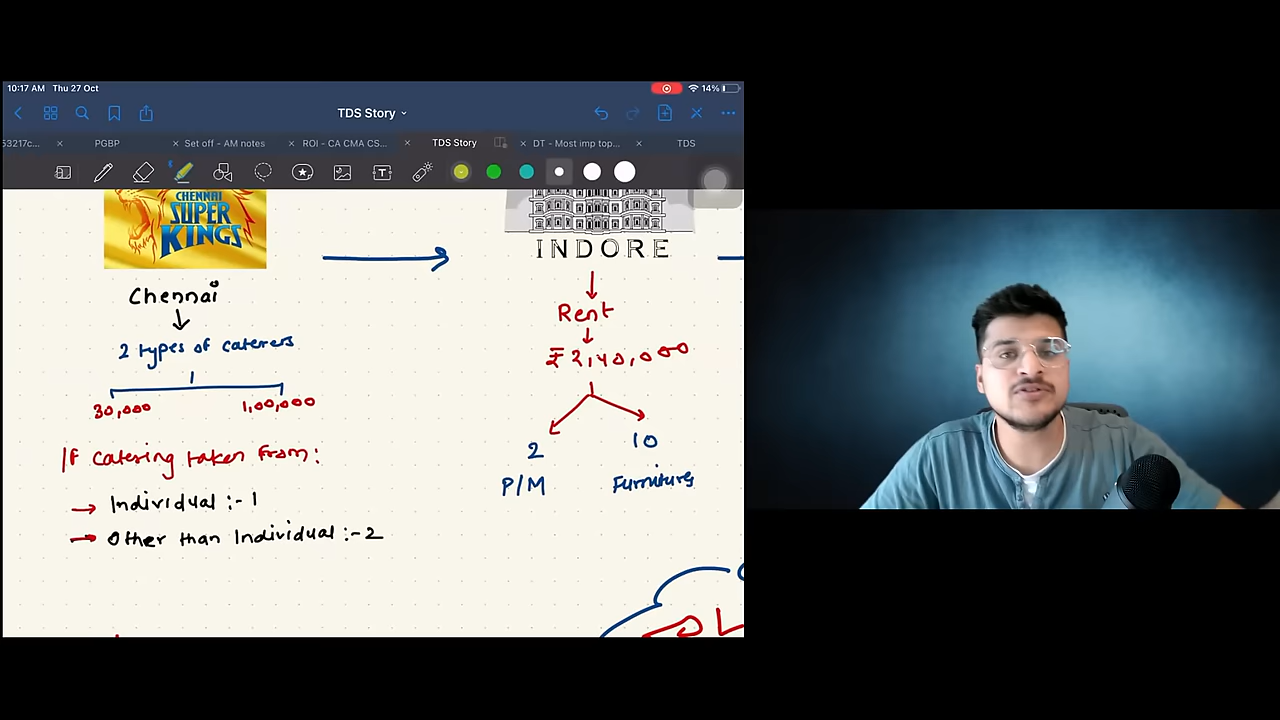 10:17 AM Thu 27 Oct
14%
TDS Story
53217c...
PGBP
Set off - AM notes
ROI - CA CMA CS...
TDS Story
DT - Most imp top...
TDS
CHENNAI
SUPER
KINGS
Chennai
2 types of caterers
30,000 1,00,000
If Catering taken from:
→ Individual :- 1
→ Other than Individual :- 2
INDORE
Rent
₹ 2,40,000
2 10
P/M Furnitures